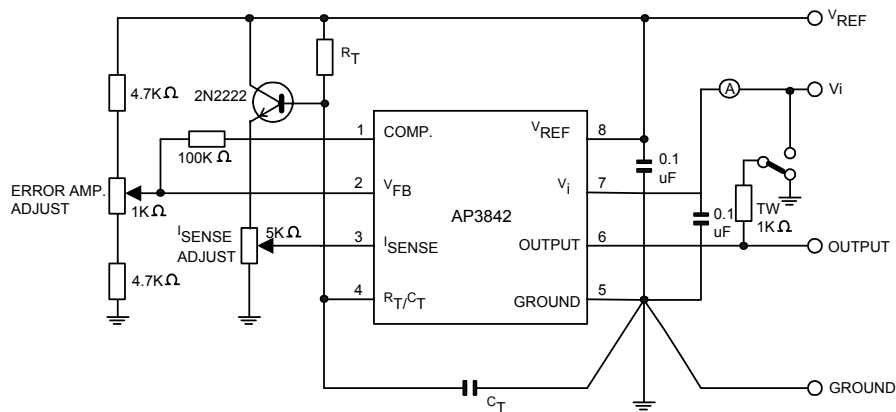 VREF
RT
4.7KΩ
2N2222
A
Vi
1
COMP.
VREF
8
100K Ω
0.1
uF
ERROR AMP.
ADJUST
2
VFB
Vi
7
1KΩ
AP3842
TW
1KΩ
0.1
uF
ISENSE
ADJUST
5KΩ
3
ISENSE
OUTPUT
6
OUTPUT
4.7KΩ
4
RT/CT
GROUND
5
GROUND
CT